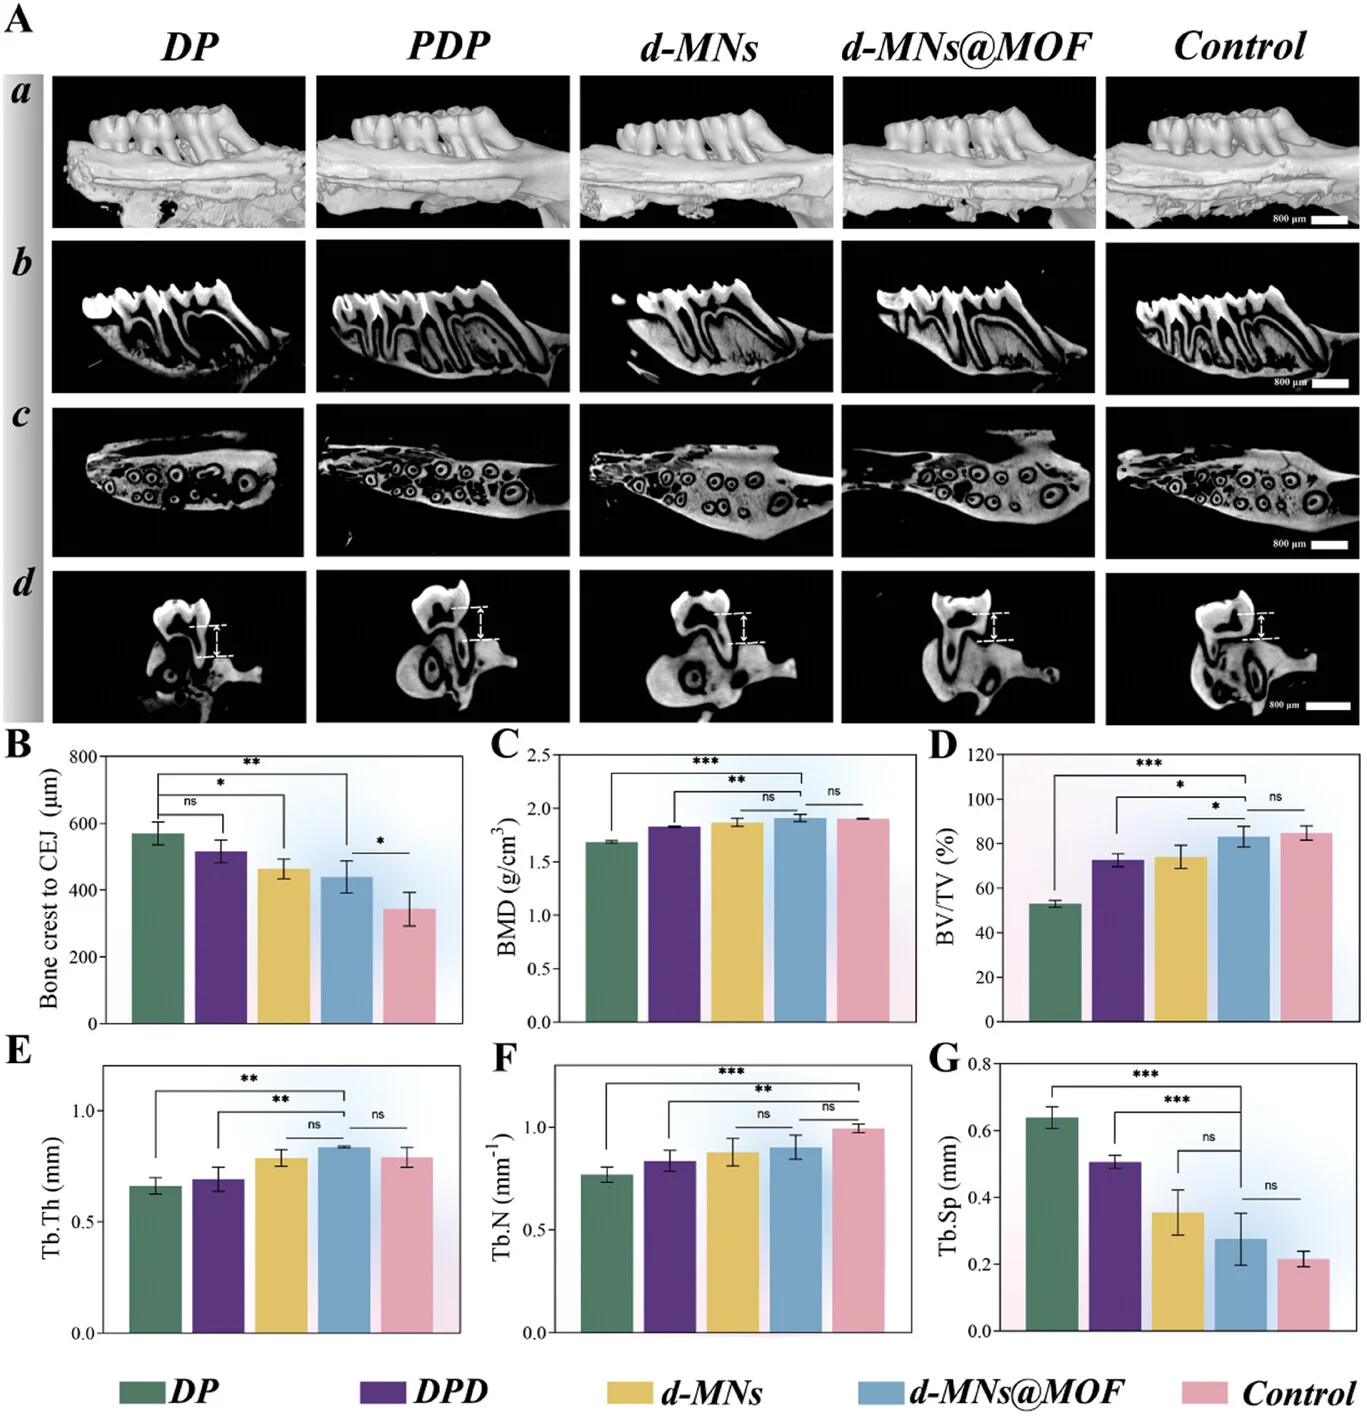 A
DP PDP d-MNs d-MNs@MOF Control
a
800 μm
b
800 μm
c
800 μm
d
800 μm
B
Bone crest to CEJ (μm)
800
600
400
200
0
**
*
ns
*
C
BMD (g/cm3)
2.5
2.0
1.5
1.0
0.5
0.0
***
**
ns
ns
D
BV/TV (%)
120
100
80
60
40
20
0
***
*
*
ns
E
Tb.Th (mm)
1.0
0.5
0.0
**
**
ns
ns
F
Tb.N (mm-1)
1.0
0.5
0.0
***
**
ns
ns
G
Tb.Sp (mm)
0.8
0.6
0.4
0.2
0.0
***
***
ns
ns
DP DPD d-MNs d-MNs@MOF Control